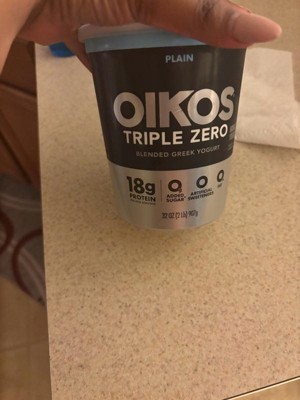 PLAIN
OIKOS
TRIPLE ZERO
BLENDED GREEK YOGURT
18g
PROTEIN
0 ADDED SUGAR*
0 ARTIFICIAL SWEETENERS
0 FAT
32 OZ (2 LB) 907g